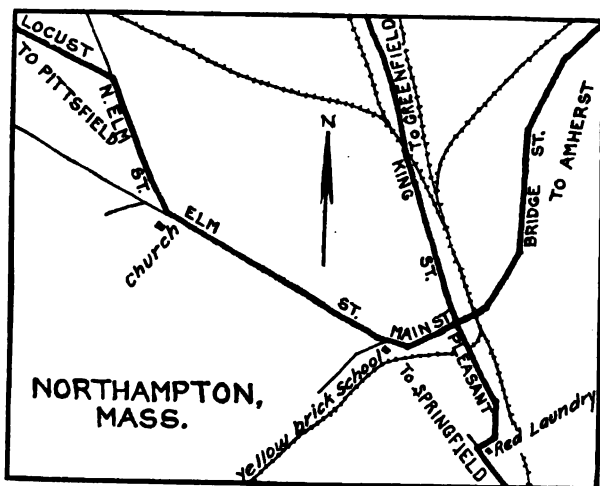 LOCUST
TO PITTSFIELD
N. ELM
ST.
TO GREENFIELD
KING
ST.
N
BRIDGE ST.
TO AMHERST
ELM
ST.
church
MAIN ST.
PLEASANT
yellow brick school
TO SPRINGFIELD
Red Laundry
NORTHAMPTON,
MASS.